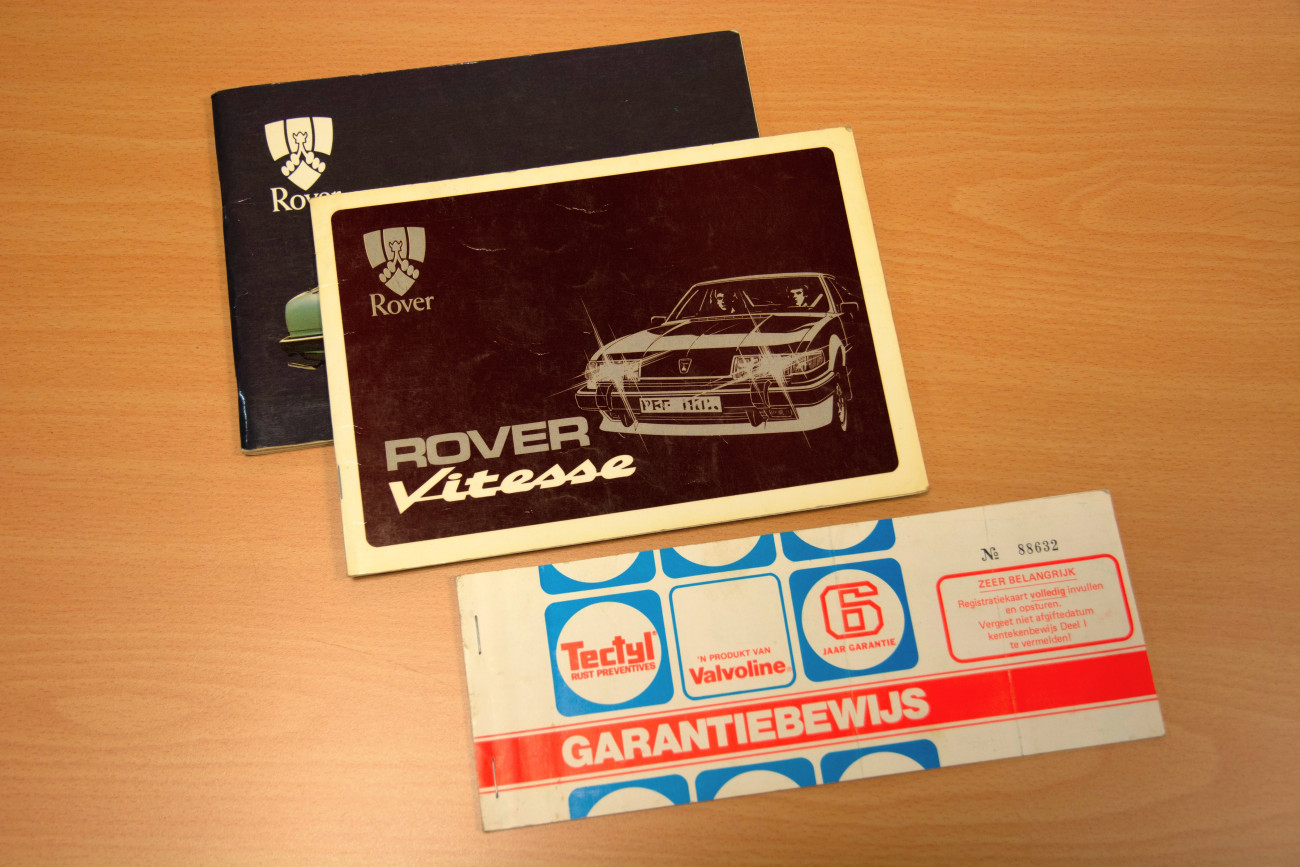 Rover
Rover
ROVER
Vitesse
№ 88632
ZEER BELANGRIJK
Registratiekaart volledig invullen
en opsturen.
Vergeet niet afgiftedatum
kentekenbewijs Deel I
te vermelden!
Tectyl®
RUST PREVENTIVES
'N PRODUKT VAN
Valvoline®
6
JAAR GARANTIE
GARANTIEBEWIJS